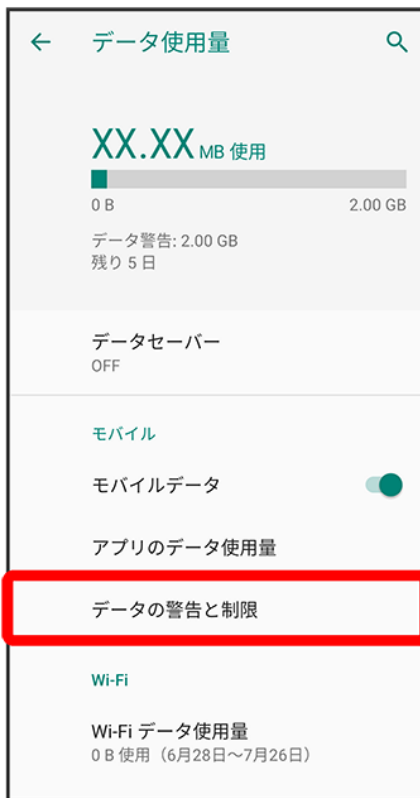 データ使用量
XX.XX MB 使用
0 B 2.00 GB
データ警告: 2.00 GB
残り 5 日
データセーバー
OFF
モバイル
モバイルデータ
アプリのデータ使用量
データの警告と制限
Wi-Fi
Wi-Fi データ使用量
0 B 使用（6月28日～7月26日）